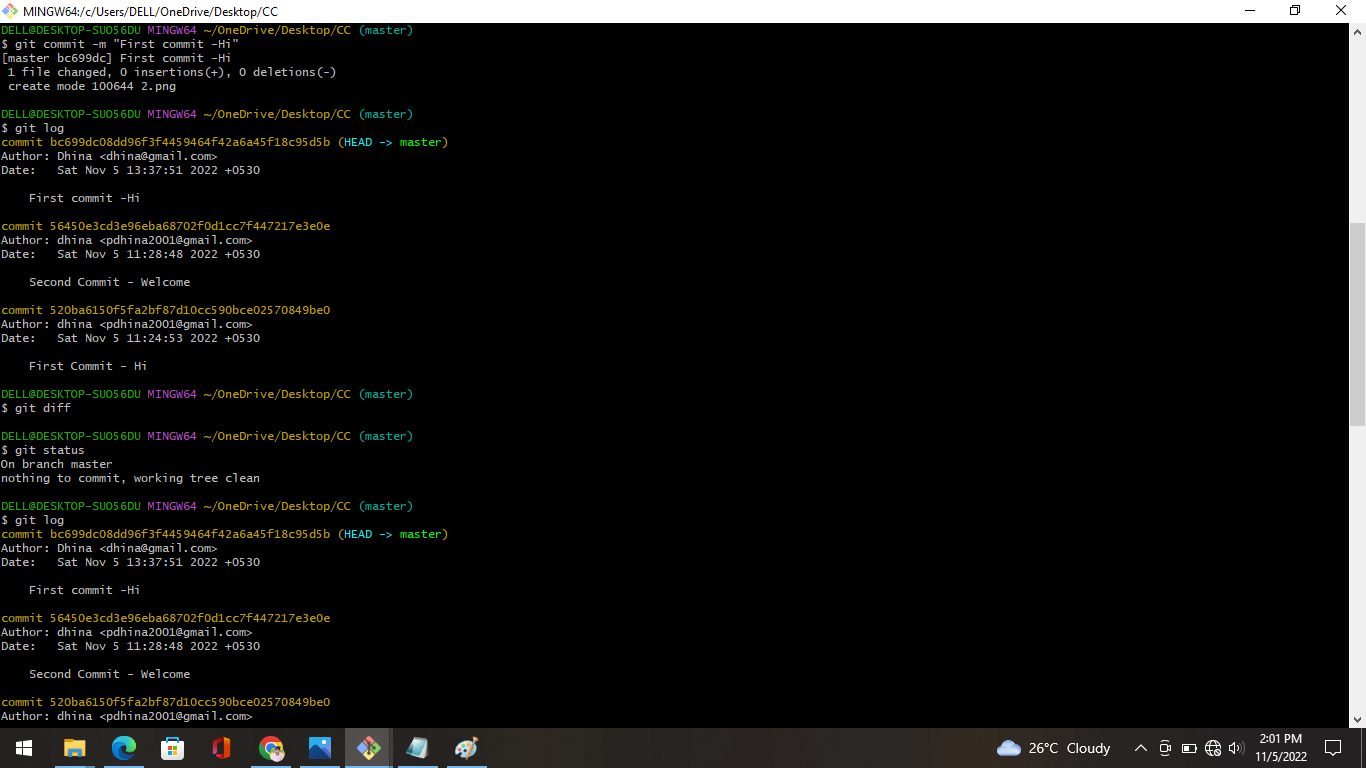 MINGW64:/c/Users/DELL/OneDrive/Desktop/CC
DELL@DESKTOP-SUO56DU MINGW64 ~/OneDrive/Desktop/CC (master)
$ git commit -m "First commit -Hi"
[master bc699dc] First commit -Hi
 1 file changed, 0 insertions(+), 0 deletions(-)
 create mode 100644 2.png
DELL@DESKTOP-SUO56DU MINGW64 ~/OneDrive/Desktop/CC (master)
$ git log
commit bc699dc08dd96f3f4459464f42a6a45f18c95d5b (HEAD -> master)
Author: Dhina <dhina@gmail.com>
Date:   Sat Nov 5 13:37:51 2022 +0530
    First commit -Hi
commit 56450e3cd3e96eba68702f0d1cc7f447217e3e0e
Author: dhina <pdhina2001@gmail.com>
Date:   Sat Nov 5 11:28:48 2022 +0530
    Second Commit - Welcome
commit 520ba6150f5fa2bf87d10cc590bce02570849be0
Author: dhina <pdhina2001@gmail.com>
Date:   Sat Nov 5 11:24:53 2022 +0530
    First Commit - Hi
DELL@DESKTOP-SUO56DU MINGW64 ~/OneDrive/Desktop/CC (master)
$ git diff
DELL@DESKTOP-SUO56DU MINGW64 ~/OneDrive/Desktop/CC (master)
$ git status
On branch master
nothing to commit, working tree clean
DELL@DESKTOP-SUO56DU MINGW64 ~/OneDrive/Desktop/CC (master)
$ git log
commit bc699dc08dd96f3f4459464f42a6a45f18c95d5b (HEAD -> master)
Author: Dhina <dhina@gmail.com>
Date:   Sat Nov 5 13:37:51 2022 +0530
    First commit -Hi
commit 56450e3cd3e96eba68702f0d1cc7f447217e3e0e
Author: dhina <pdhina2001@gmail.com>
Date:   Sat Nov 5 11:28:48 2022 +0530
    Second Commit - Welcome
commit 520ba6150f5fa2bf87d10cc590bce02570849be0
Author: dhina <pdhina2001@gmail.com>
26°C Cloudy
2:01 PM
11/5/2022